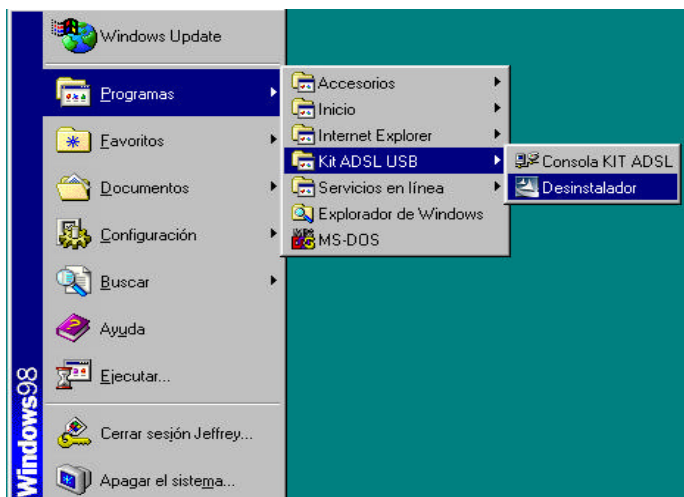 Windows Update
Programas
Favoritos
Documentos
Configuración
Buscar
Ayuda
Ejecutar...
Cerrar sesión Jeffrey...
Apagar el sistema...
Windows98
Accesorios
Inicio
Internet Explorer
Kit ADSL USB
Servicios en línea
Explorador de Windows
MS-DOS
Consola KIT ADSL
Desinstalador